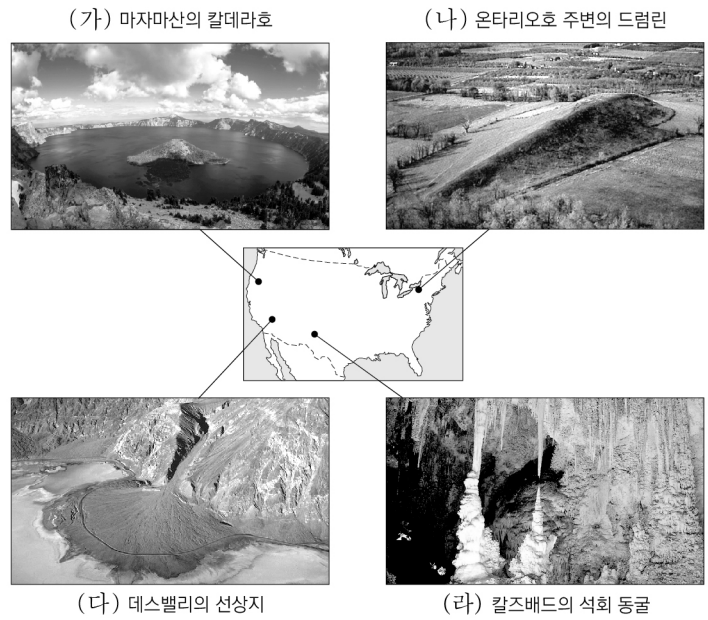 (가) 마자마산의 칼데라호
(나) 온타리오호 주변의 드럼린
(다) 데스밸리의 선상지
(라) 칼즈배드의 석회 동굴